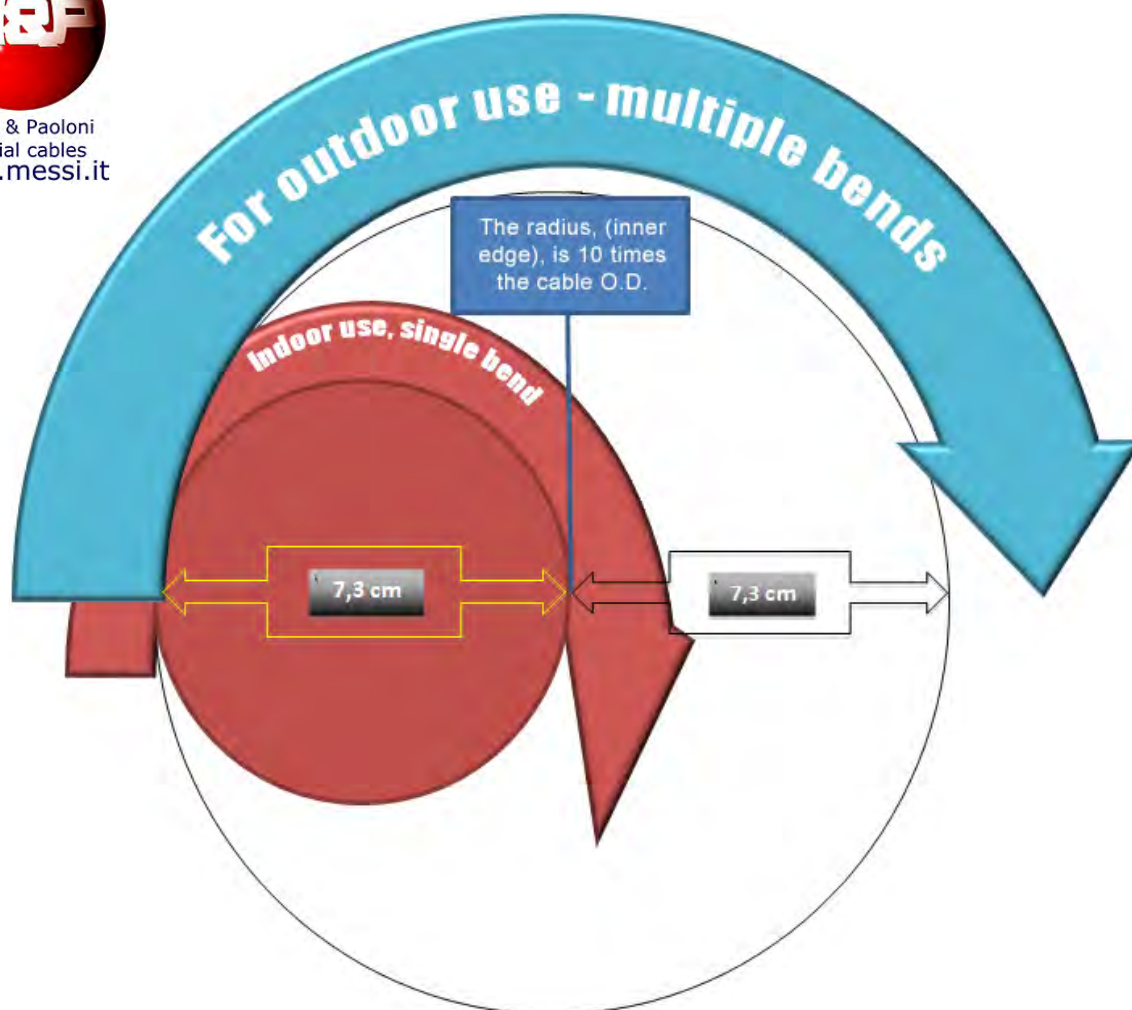 & Paoloni
cables
.messi.it
For outdoor use - multiple bends
The radius, (inner
edge), is 10 times
the cable O.D.
Indoor use, single bend
7,3 cm
7,3 cm